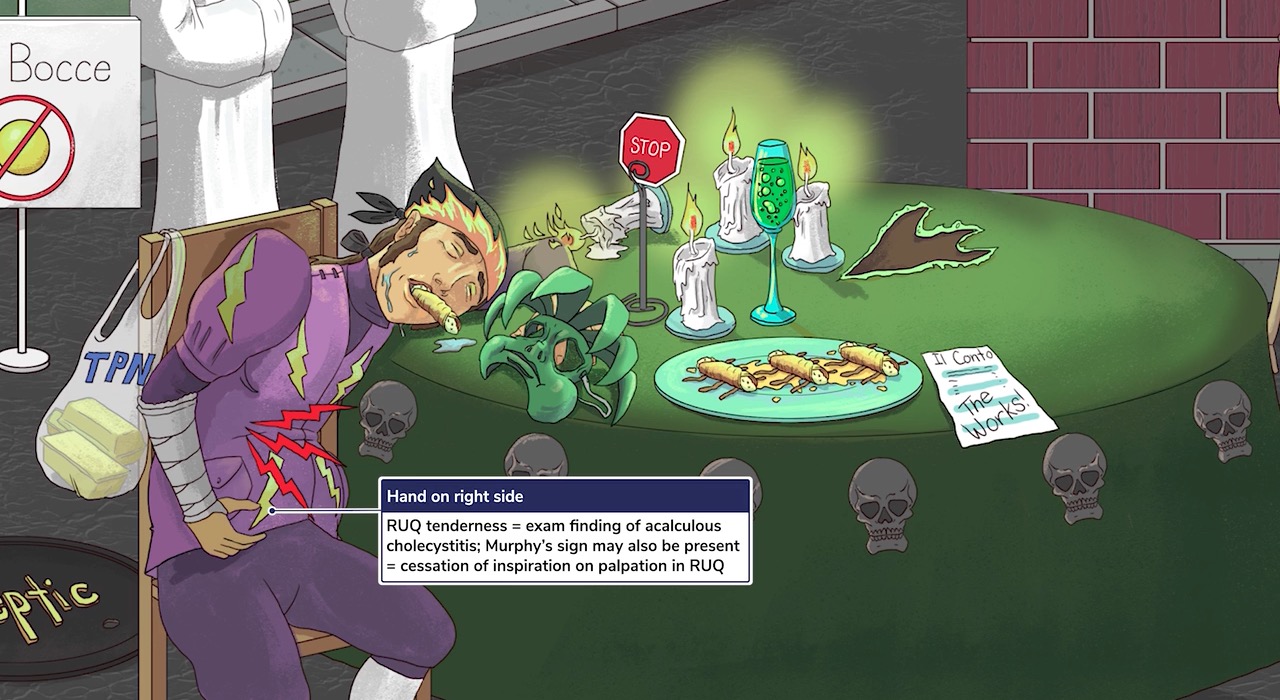 Bocce
STOP
TPN
Il Conto
The
Works!
Hand on right side
RUQ tenderness = exam finding of acalculous
cholecystitis; Murphy's sign may also be present
= cessation of inspiration on palpation in RUQ
eptic